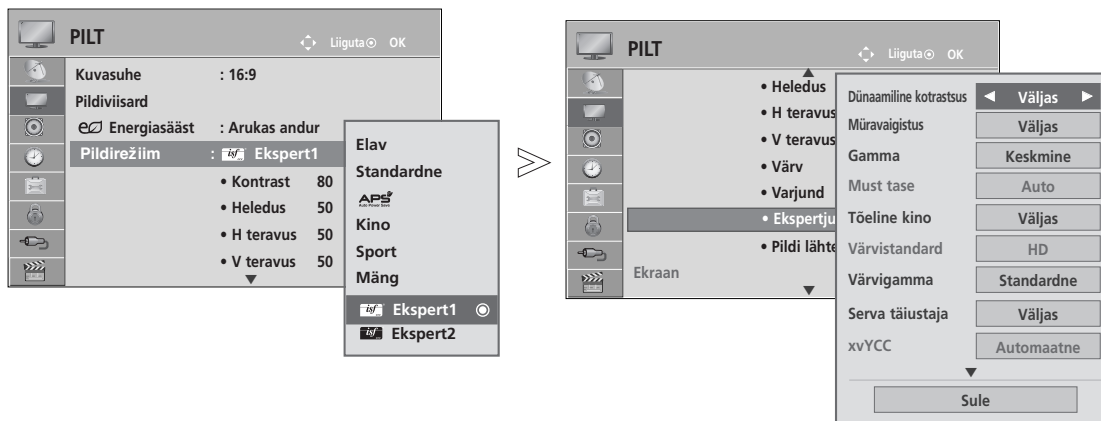 PILT
Liiguta OK
Kuvasuhe : 16:9
Pildiviisard
Energiasääst : Arukas andur
Pildirežiim : isf Ekspert1
• Kontrast 80
• Heledus 50
• H teravus 50
• V teravus 50
Elav
Standardne
APS
Auto Power Save
Kino
Sport
Mäng
isf Ekspert1
isf Ekspert2
PILT
Liiguta OK
• Heledus
• H teravus
• V teravus
• Värv
• Varjund
• Ekspertju
• Pildi lähte
Ekraan
Dünaamiline kotrastsus Väljas
Müravaigistus Väljas
Gamma Keskmine
Must tase Auto
Tõeline kino Väljas
Värvistandard HD
Värvigamma Standardne
Serva täiustaja Väljas
xvYCC Automaatne
Sule